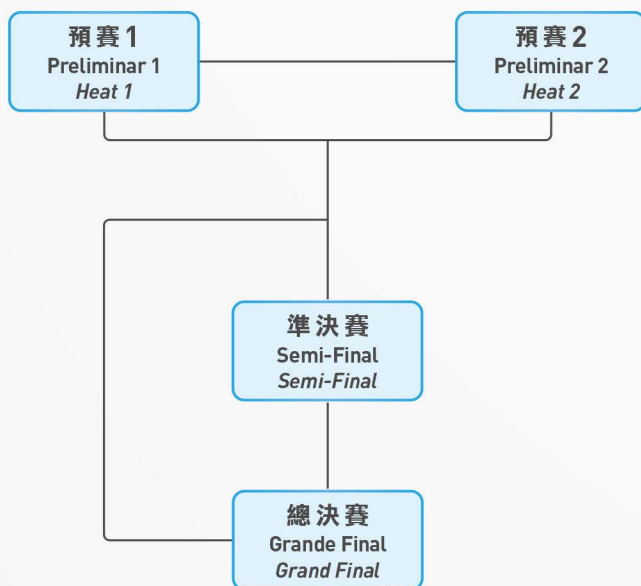 預賽1
Preliminar 1
Heat 1
預賽2
Preliminar 2
Heat 2
準決賽
Semi-Final
Semi-Final
總決賽
Grande Final
Grand Final